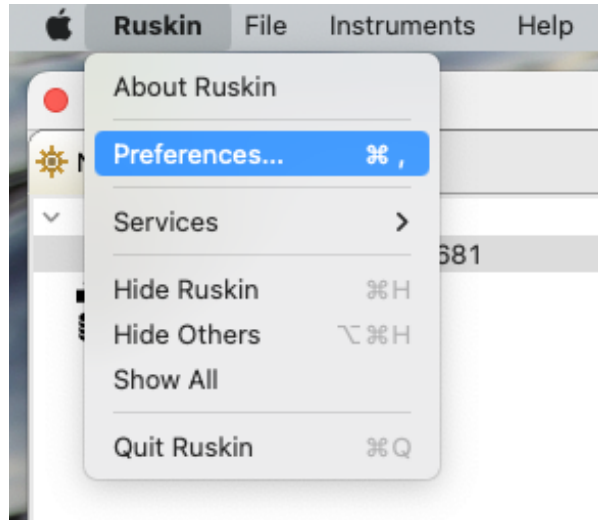 Ruskin File Instruments Help
About Ruskin
Preferences... ⌘ ,
Services
681
Hide Ruskin ⌘H
Hide Others ⌥⌘H
Show All
Quit Ruskin ⌘Q